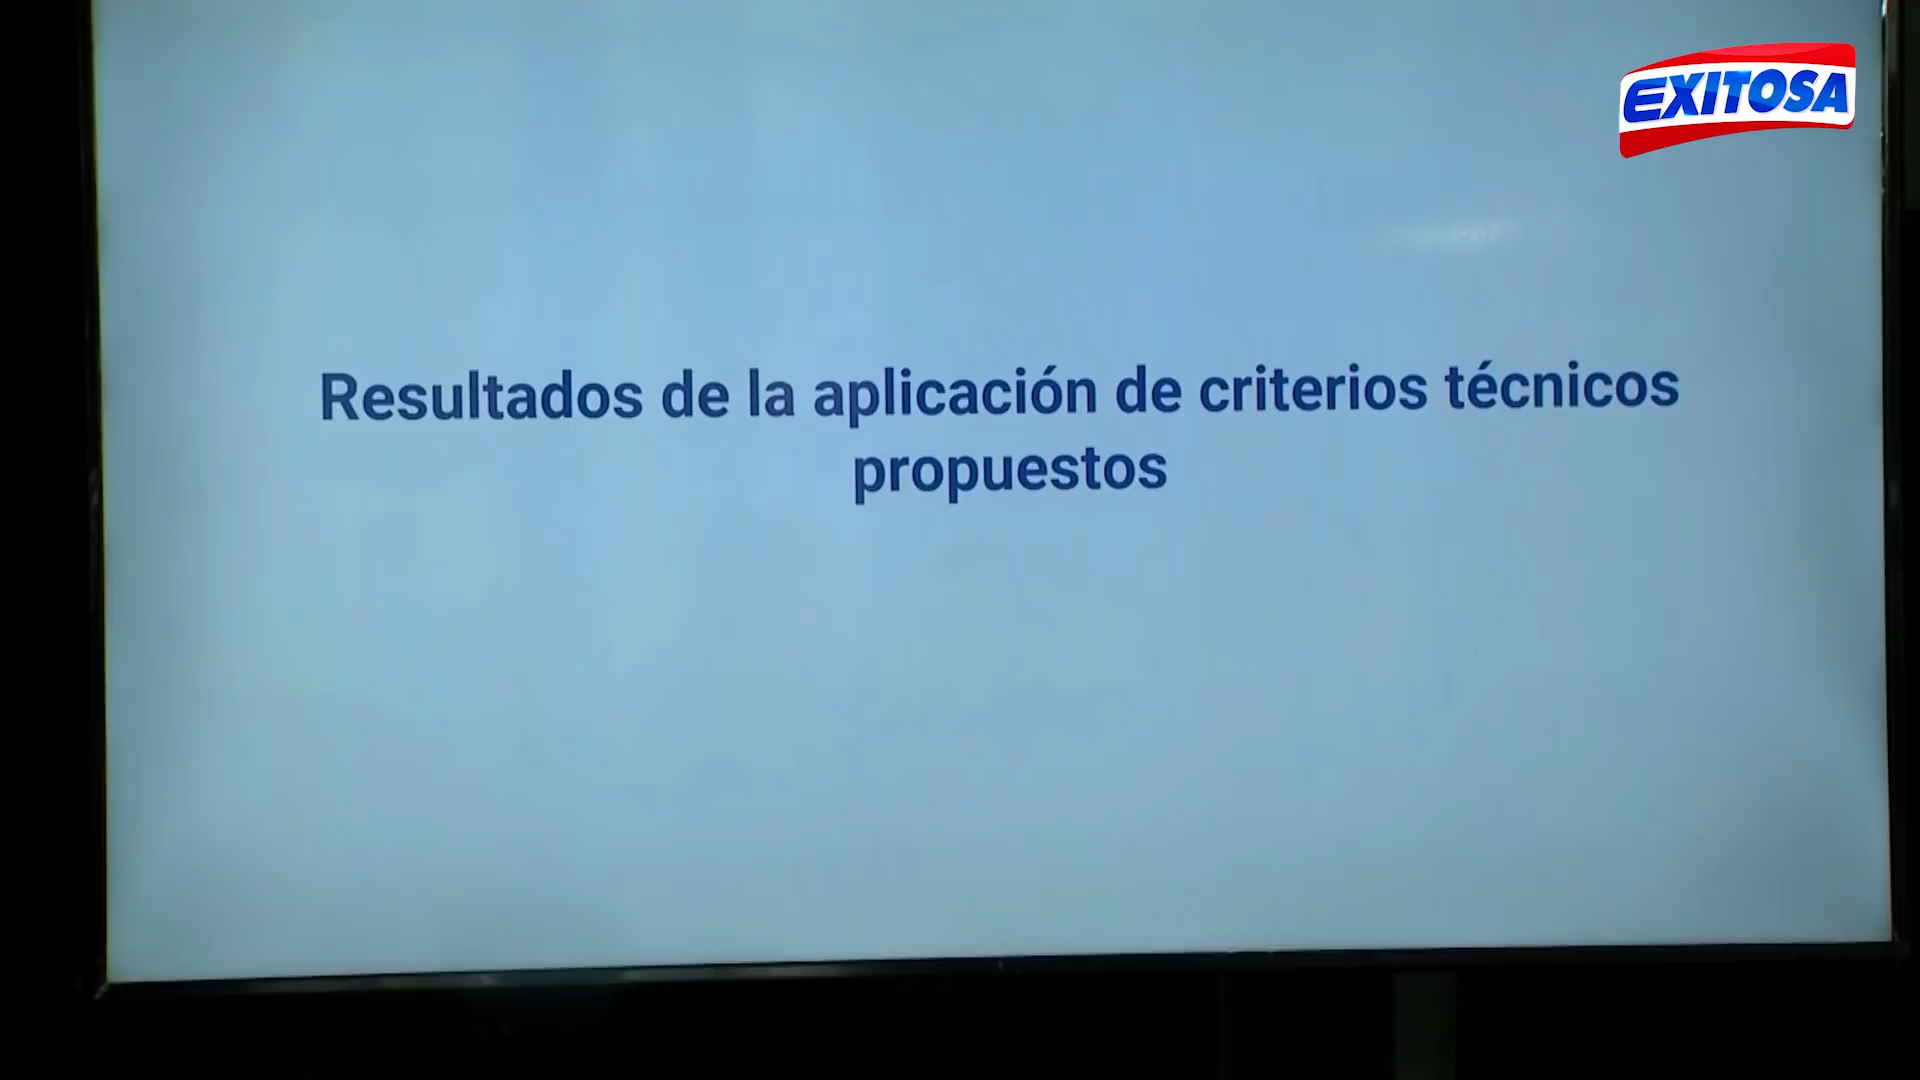 EXITOSA
Resultados de la aplicación de criterios técnicos
propuestos